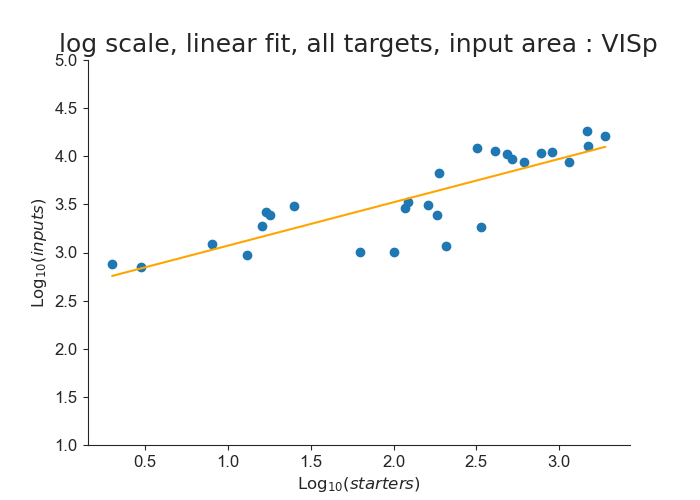 log scale, linear fit, all targets, input area : VISp
5.0
4.5
4.0
3.5
3.0
2.5
2.0
1.5
1.0
Log₁₀(inputs)
0.5 1.0 1.5 2.0 2.5 3.0
Log₁₀(starters)